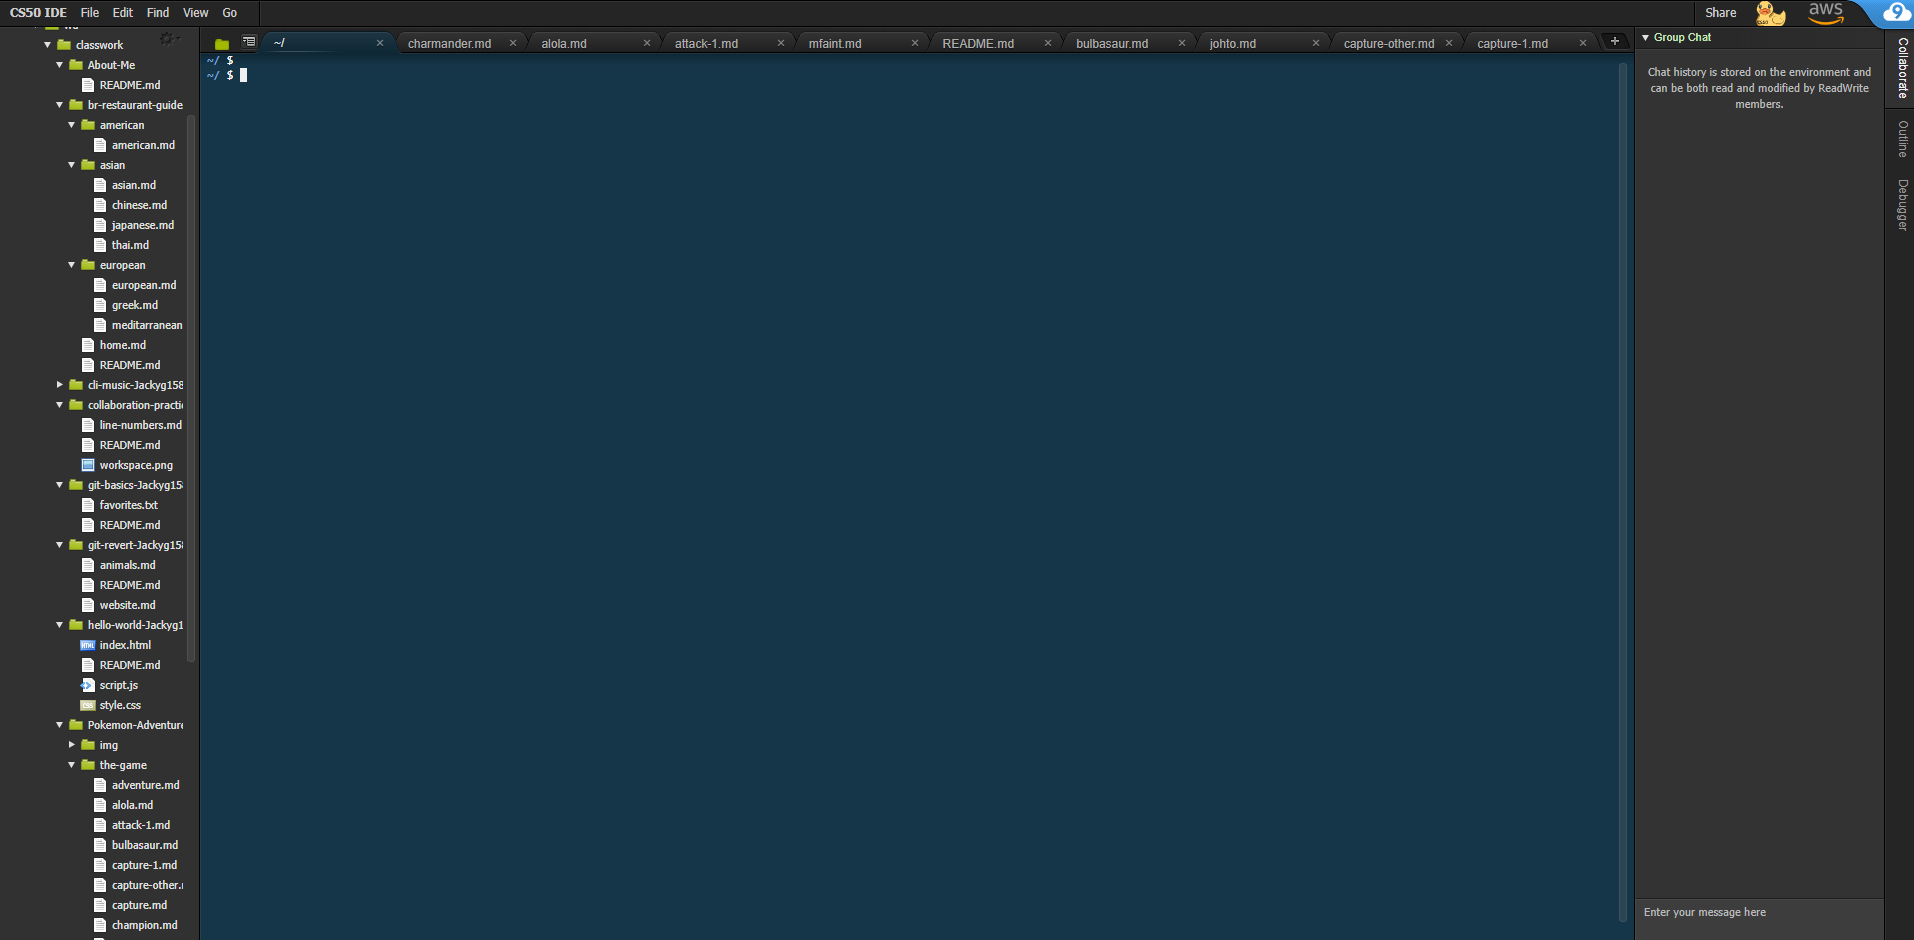 CS50 IDE File Edit Find View Go Share aws 9
classwork
About-Me
README.md
br-restaurant-guide
american
american.md
asian
asian.md
chinese.md
japanese.md
thai.md
european
european.md
greek.md
meditarranean
home.md
README.md
cli-music-Jackyg158
collaboration-practi
line-numbers.md
README.md
workspace.png
git-basics-Jackyg15
favorites.txt
README.md
git-revert-Jackyg15
animals.md
README.md
website.md
hello-world-Jackyg1
index.html
README.md
script.js
style.css
Pokemon-Adventure
img
the-game
adventure.md
alola.md
attack-1.md
bulbasaur.md
capture-1.md
capture-other.
capture.md
champion.md
~/ charmander.md alola.md attack-1.md mfaint.md README.md bulbasaur.md johto.md capture-other.md capture-1.md
~/ $
~/ $
Group Chat
Chat history is stored on the environment and
can be both read and modified by ReadWrite
members.
Enter your message here
Collaborate
Outline
Debugger